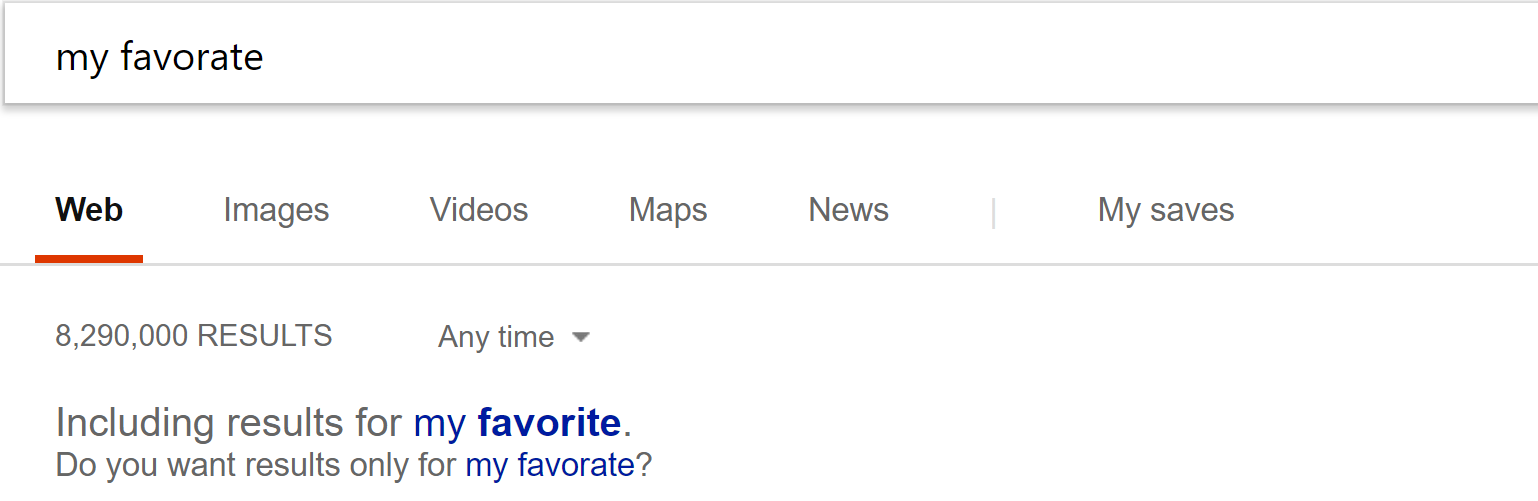 my favorate
Web Images Videos Maps News | My saves
8,290,000 RESULTS Any time
Including results for my favorite.
Do you want results only for my favorate?